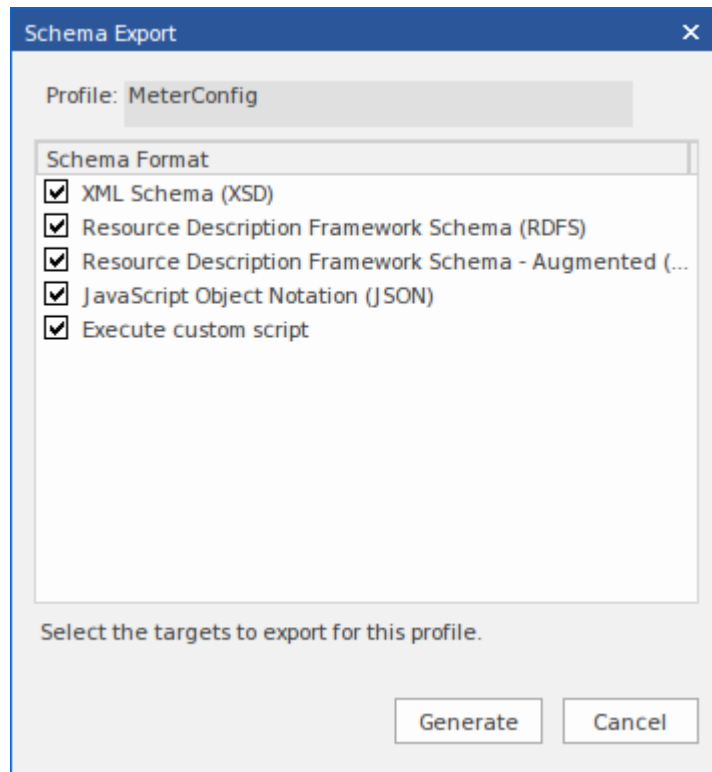 Schema Export
Profile: MeterConfig
Schema Format
XML Schema (XSD)
Resource Description Framework Schema (RDFS)
Resource Description Framework Schema - Augmented (...
JavaScript Object Notation (JSON)
Execute custom script
Select the targets to export for this profile.
Generate Cancel